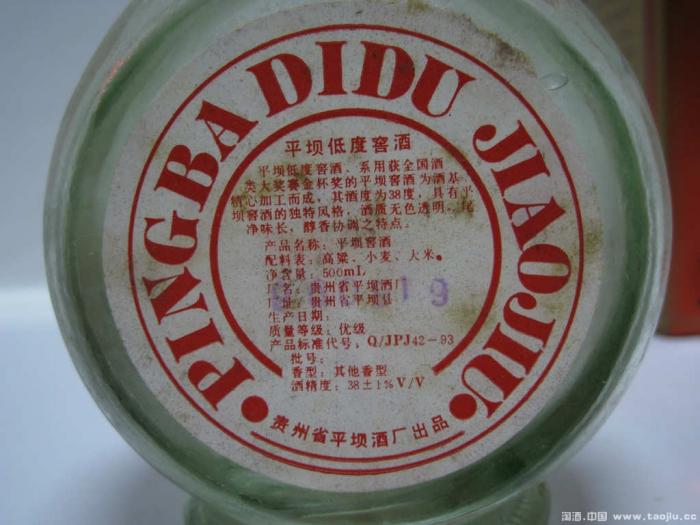 PINGBA DIDU JIAOJIU
平坝低度窖酒
平坝低度窖酒、系用获全国酒
类大奖赛金杯奖的平坝窖酒为酒基
精心加工而成，其酒度为38度，具有平
坝窖酒的独特风格，酒质无色透明，尾
净味长，醇香协调之特点。
产品名称：平坝窖酒
配料表：高粱、小麦、大米。
净含量：500mL
厂名：贵州省平坝酒
厂址：贵州省平坝
生产日期：
19
质量等级：优级
产品标准代号：Q/JPJ42-93
批号：
香型：其他香型
酒精度：38±1%V/V
贵州省平坝酒厂出品
淘酒.中国 www.taojiu.cc